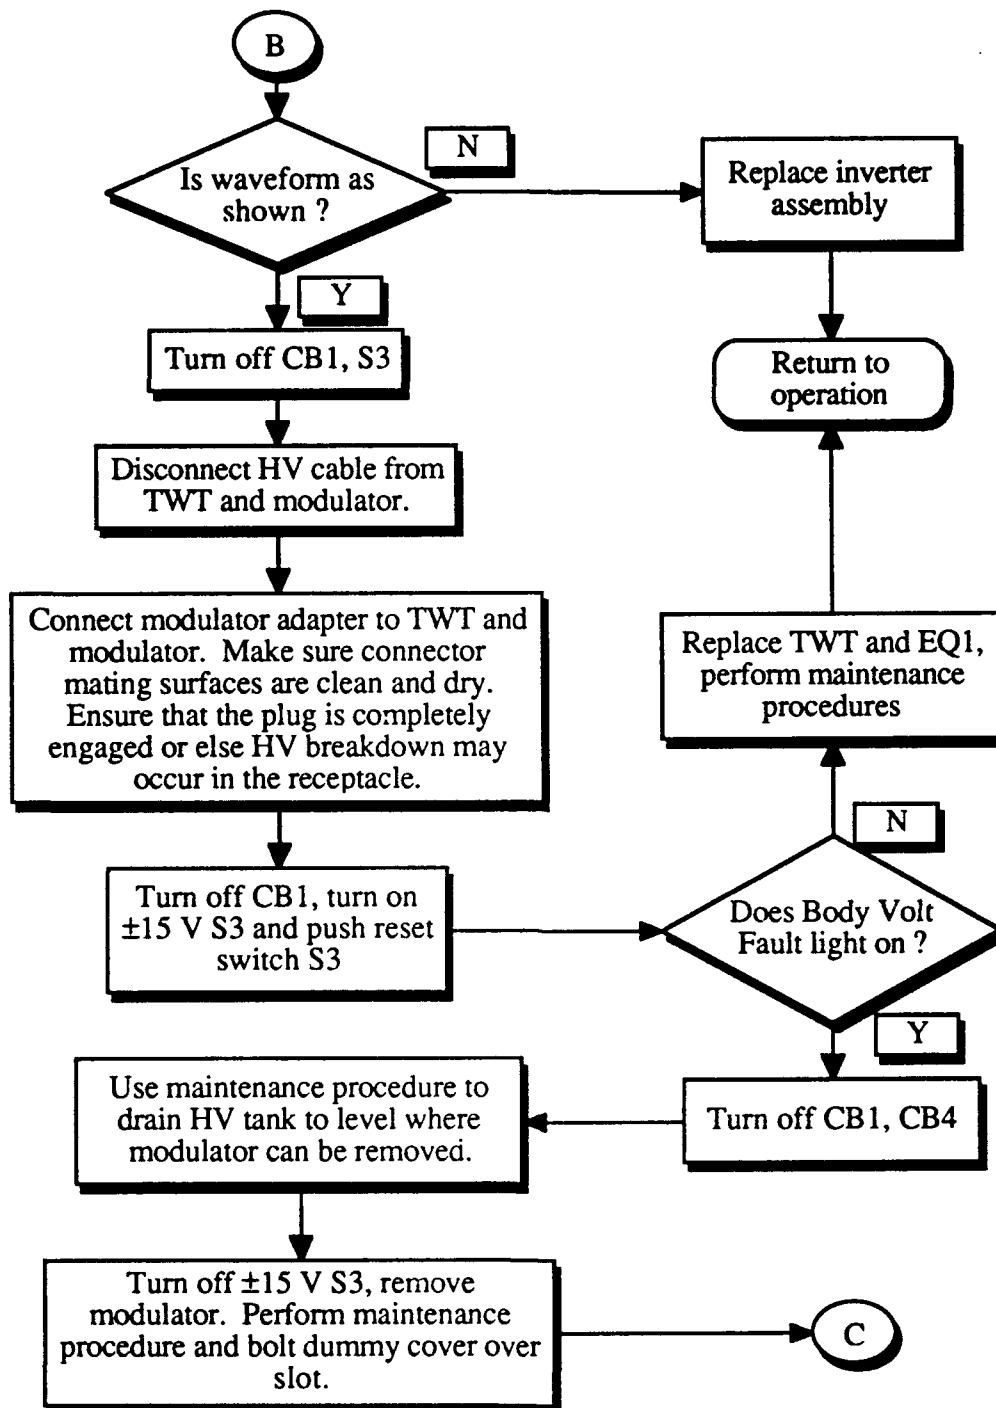 B
Is waveform as
shown ?
N
Replace inverter
assembly
Y
Turn off CB1, S3
Return to
operation
Disconnect HV cable from
TWT and modulator.
Connect modulator adapter to TWT and
modulator. Make sure connector
mating surfaces are clean and dry.
Ensure that the plug is completely
engaged or else HV breakdown may
occur in the receptacle.
Replace TWT and EQ1,
perform maintenance
procedures
N
Turn off CB1, turn on
±15 V S3 and push reset
switch S3
Does Body Volt
Fault light on ?
Y
Use maintenance procedure to
drain HV tank to level where
modulator can be removed.
Turn off CB1, CB4
Turn off ±15 V S3, remove
modulator. Perform maintenance
procedure and bolt dummy cover over
slot.
C